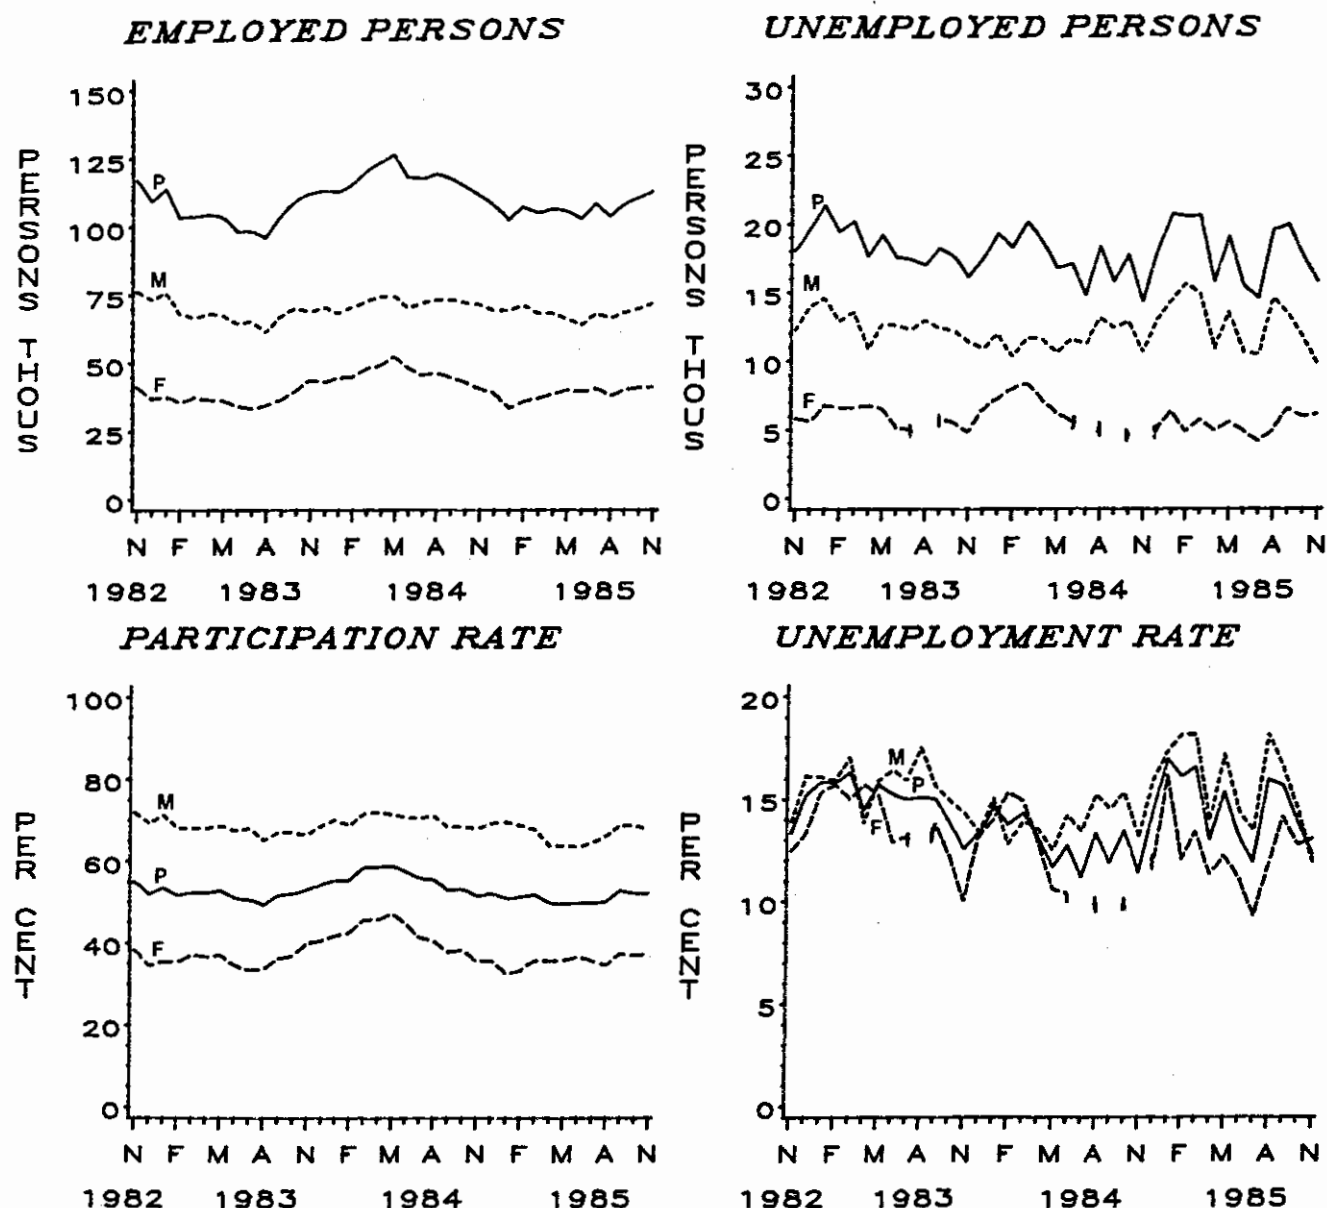 EMPLOYED PERSONS
PERSONS THOUS
150
125
100
75
50
25
0
P
M
F
N F M A N F M A N F M A N
1982 1983 1984 1985
UNEMPLOYED PERSONS
PERSONS THOUS
30
25
20
15
10
5
0
P
M
F
N F M A N F M A N F M A N
1982 1983 1984 1985
PARTICIPATION RATE
PER CENT
100
80
60
40
20
0
M
P
F
N F M A N F M A N F M A N
1982 1983 1984 1985
UNEMPLOYMENT RATE
PER CENT
20
15
10
5
0
M
P
F
N F M A N F M A N F M A N
1982 1983 1984 1985